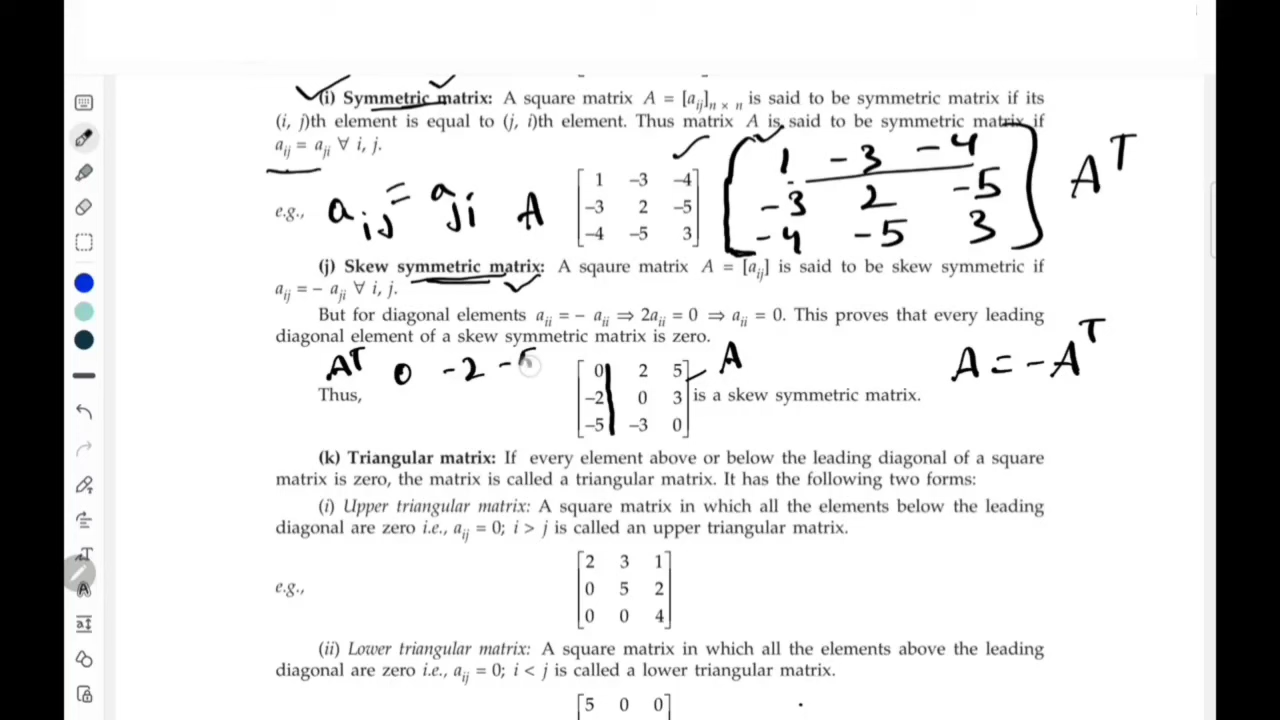 (i) Symmetric matrix: A square matrix A = [aij]n × n is said to be symmetric matrix if its
(i, j)th element is equal to (j, i)th element. Thus matrix A is said to be symmetric matrix if
aij = aji ∀ i, j.
e.g., aij = aji A
1 −3 −4
−3 2 −5
−4 −5 3
1 −3 −4
−3 2 −5
−4 −5 3
A^T
(j) Skew symmetric matrix: A sqaure matrix A = [aij] is said to be skew symmetric if
aij = − aji ∀ i, j.
But for diagonal elements aii = − aii ⇒ 2aii = 0 ⇒ aii = 0. This proves that every leading
diagonal element of a skew symmetric matrix is zero.
A^T 0 −2 −5
A
A = −A^T
Thus,
0 2 5
−2 0 3
−5 −3 0
is a skew symmetric matrix.
(k) Triangular matrix: If every element above or below the leading diagonal of a square
matrix is zero, the matrix is called a triangular matrix. It has the following two forms:
(i) Upper triangular matrix: A square matrix in which all the elements below the leading
diagonal are zero i.e., aij = 0; i > j is called an upper triangular matrix.
e.g.,
2 3 1
0 5 2
0 0 4
(ii) Lower triangular matrix: A square matrix in which all the elements above the leading
diagonal are zero i.e., aij = 0; i < j is called a lower triangular matrix.
5 0 0